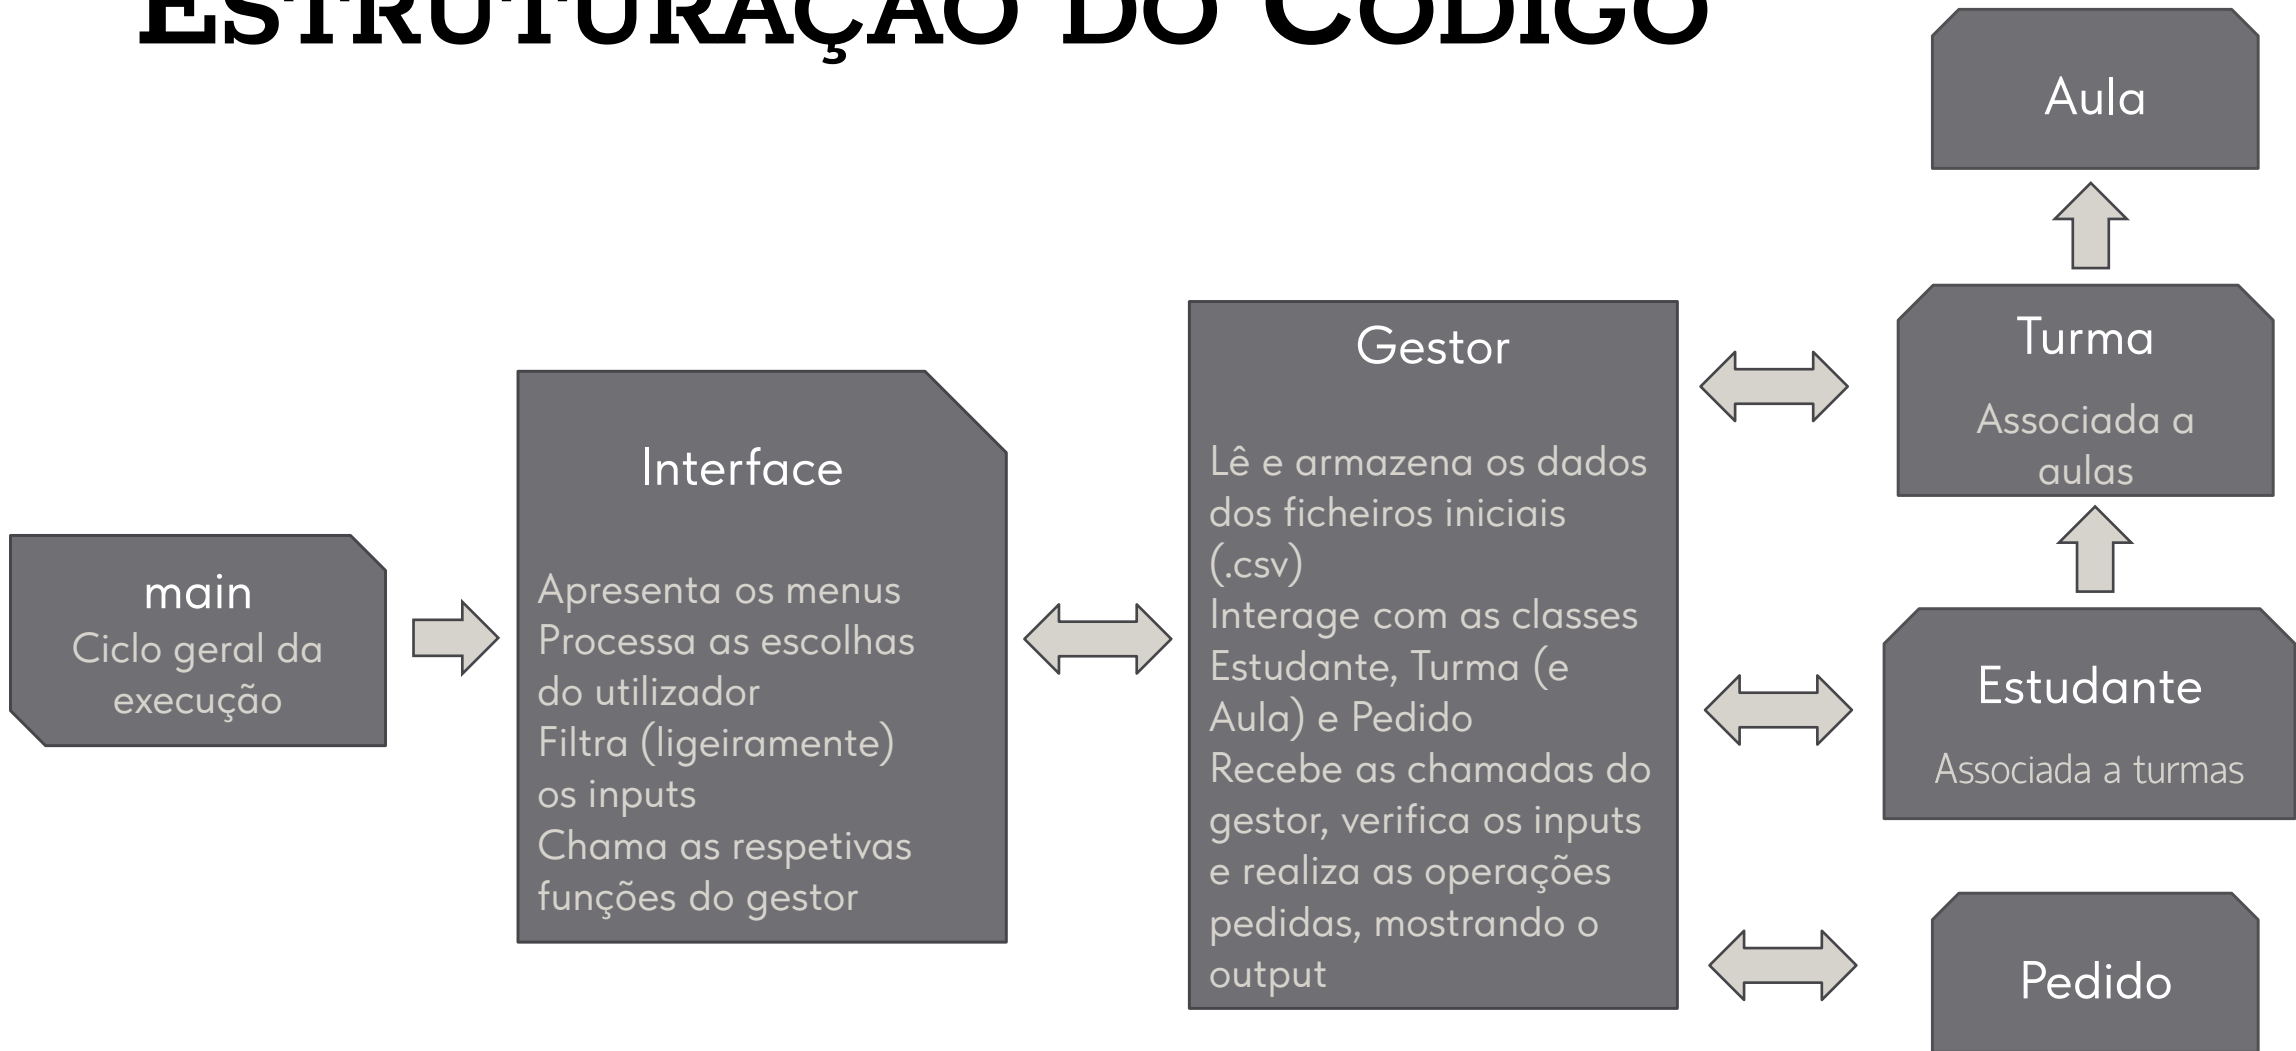 ESTRUTURAÇÃO DO CÓDIGO
Aula
Turma
Associada a
aulas
Estudante
Associada a turmas
Pedido
Gestor
Lê e armazena os dados
dos ficheiros iniciais
(.csv)
Interage com as classes
Estudante, Turma (e
Aula) e Pedido
Recebe as chamadas do
gestor, verifica os inputs
e realiza as operações
pedidas, mostrando o
output
Interface
Apresenta os menus
Processa as escolhas
do utilizador
Filtra (ligeiramente)
os inputs
Chama as respetivas
funções do gestor
main
Ciclo geral da
execução